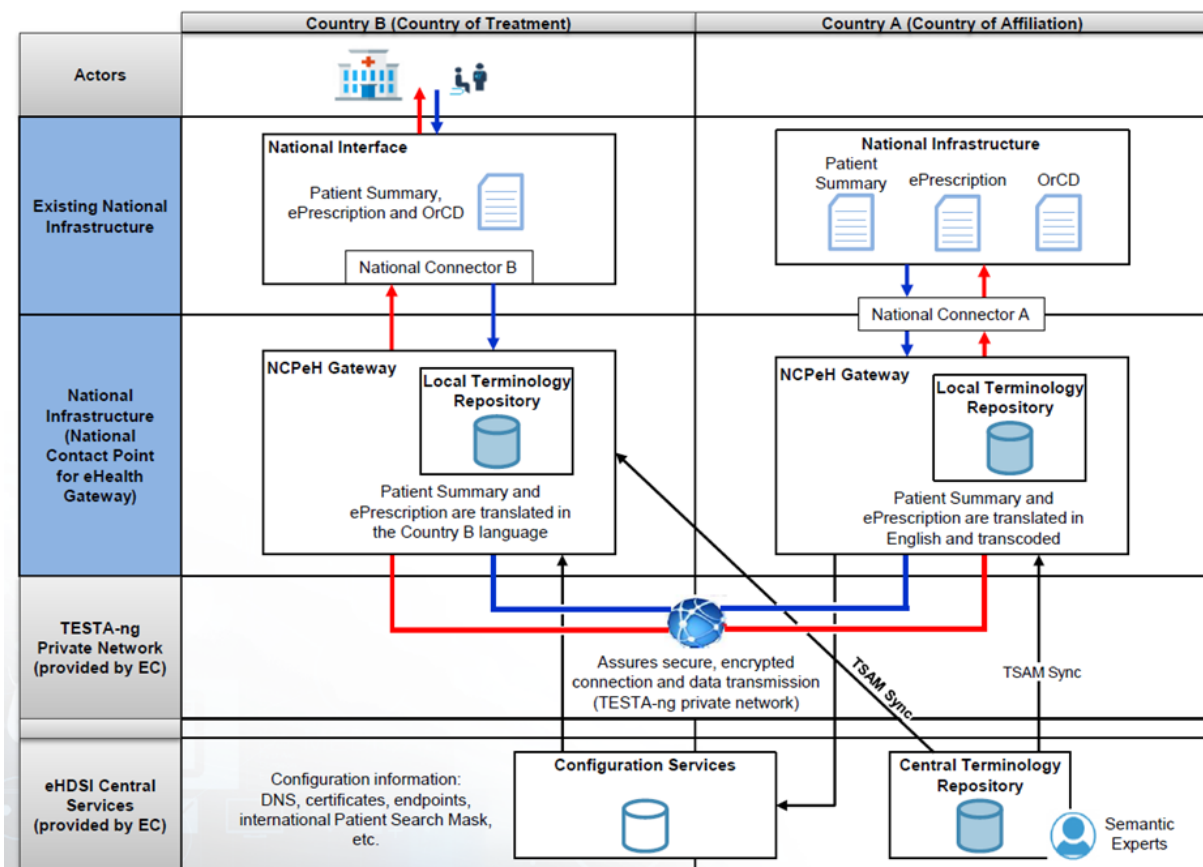 Country B (Country of Treatment)
Country A (Country of Affiliation)
Actors
Existing National
Infrastructure
National Interface
Patient Summary,
ePrescription and OrCD
National Connector B
National Infrastructure
Patient
Summary
ePrescription
OrCD
National Connector A
National
Infrastructure
(National
Contact Point
for eHealth
Gateway)
NCPeH Gateway
Local Terminology
Repository
Patient Summary and
ePrescription are translated in
the Country B language
NCPeH Gateway
Local Terminology
Repository
Patient Summary and
ePrescription are translated in
English and transcoded
TESTA-ng
Private Network
(provided by EC)
Assures secure, encrypted
connection and data transmission
(TESTA-ng private network)
TSAM Sync
TSAM Sync
eHDSI Central
Services
(provided by EC)
Configuration information:
DNS, certificates, endpoints,
international Patient Search Mask,
etc.
Configuration Services
Central Terminology
Repository
Semantic
Experts